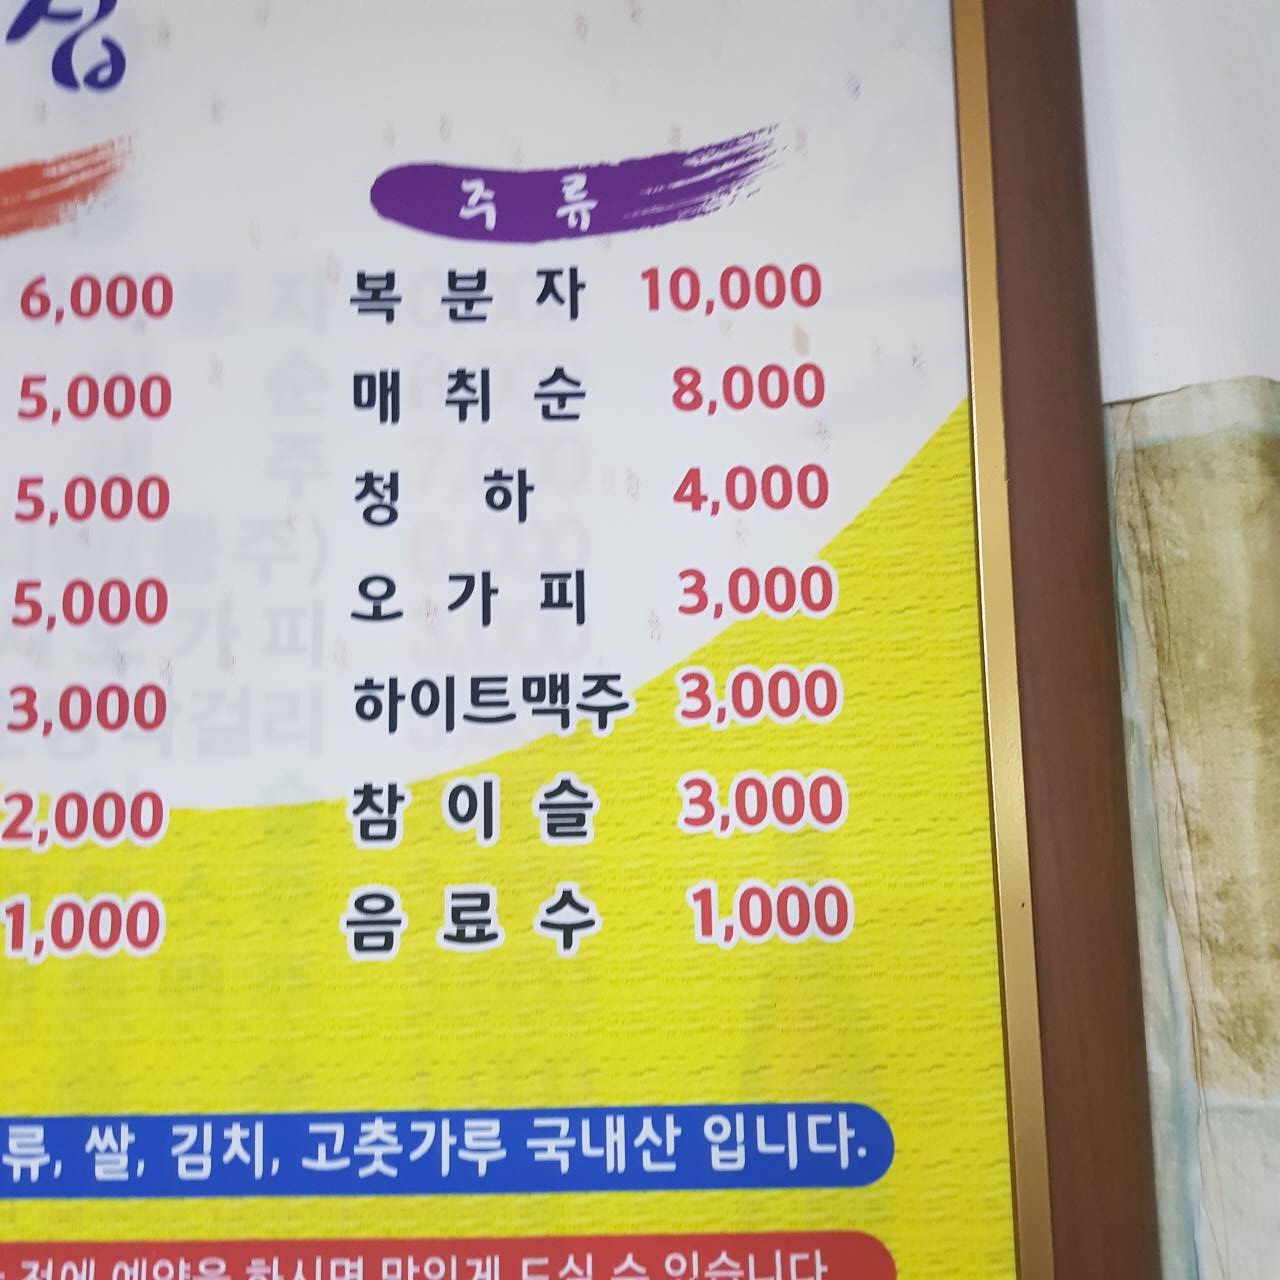 심
주류
6,000 복분자 10,000
5,000 매취순 8,000
5,000 청하 4,000
5,000 오가피 3,000
3,000 하이트맥주 3,000
2,000 참이슬 3,000
1,000 음료수 1,000
류, 쌀, 김치, 고춧가루 국내산 입니다.
전에 예약을 하시면 맛있게 드실 수 있습니다